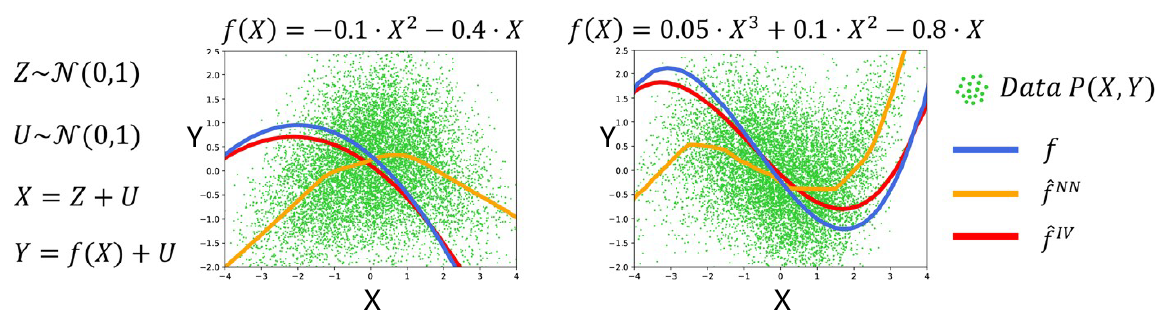 f(X) = −0.1 · X² − 0.4 · X
f(X) = 0.05 · X³ + 0.1 · X² − 0.8 · X
Z~𝒩(0,1)
U~𝒩(0,1)
X = Z + U
Y = f(X) + U
Y
2.5
2.0
1.5
1.0
0.5
0.0
−0.5
−1.0
−1.5
−2.0
−4 −3 −2 −1 0 1 2 3 4
X
Y
2.5
2.0
1.5
1.0
0.5
0.0
−0.5
−1.0
−1.5
−2.0
−4 −3 −2 −1 0 1 2 3 4
X
Data P(X, Y)
f
f̂ᴺᴺ
f̂ᴵⱽ